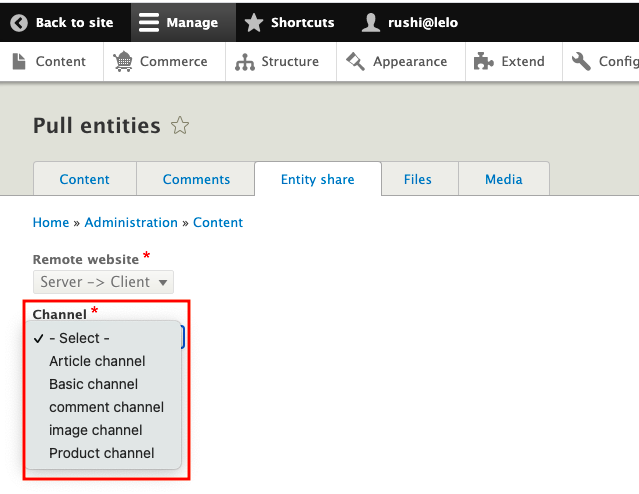 Back to site Manage Shortcuts rushi@lelo
Content Commerce Structure Appearance Extend Config
Pull entities
Content Comments Entity share Files Media
Home » Administration » Content
Remote website *
Server -> Client
Channel *
- Select -
Article channel
Basic channel
comment channel
image channel
Product channel